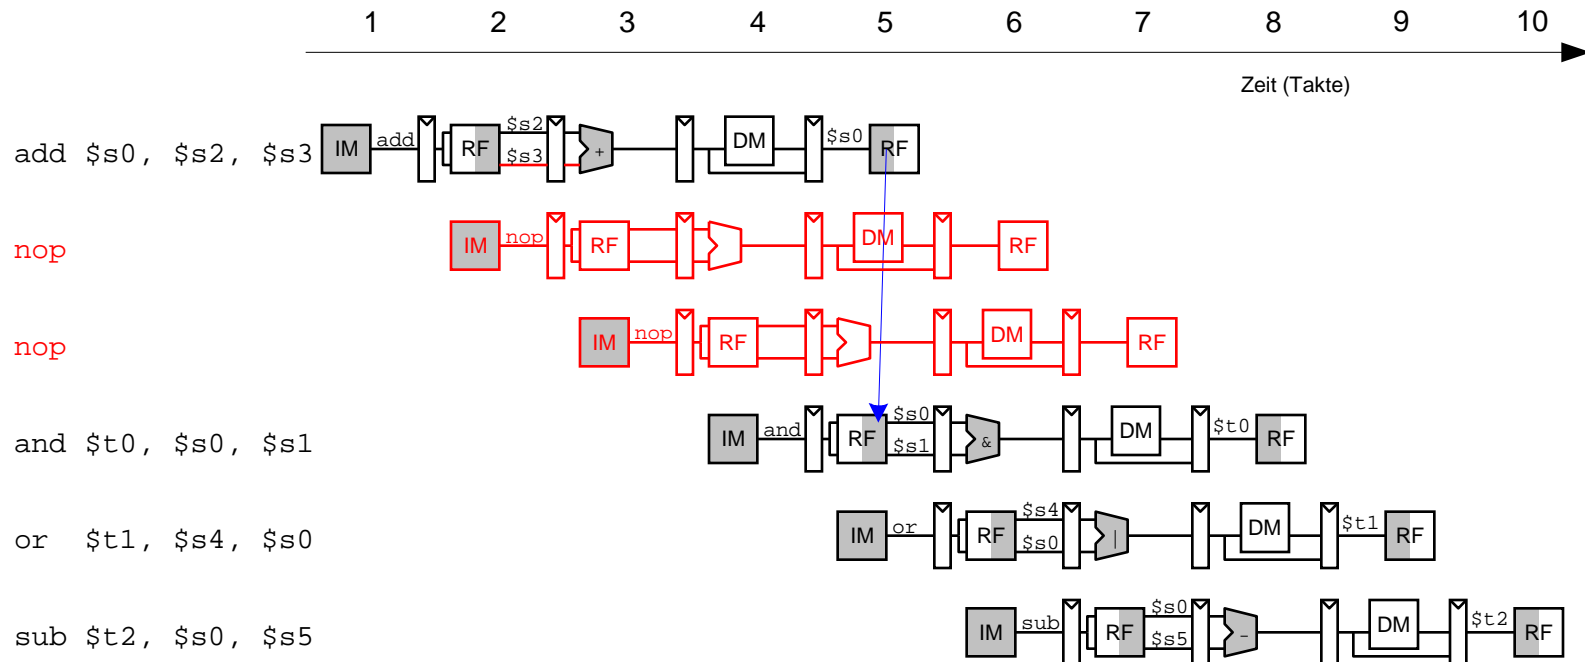 1 2 3 4 5 6 7 8 9 10
Zeit (Takte)
add $s0, $s2, $s3 IM add RF $s2 $s3 + DM $s0 RF
nop IM nop RF DM RF
nop IM nop RF DM RF
and $t0, $s0, $s1 IM and RF $s0 $s1 & DM $t0 RF
or $t1, $s4, $s0 IM or RF $s4 $s0 | DM $t1 RF
sub $t2, $s0, $s5 IM sub RF $s0 $s5 - DM $t2 RF